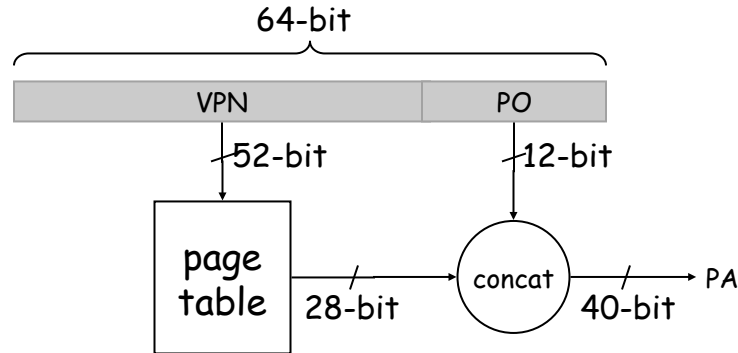 64-bit
VPN
PO
52-bit
12-bit
page
table
28-bit
concat
40-bit
PA